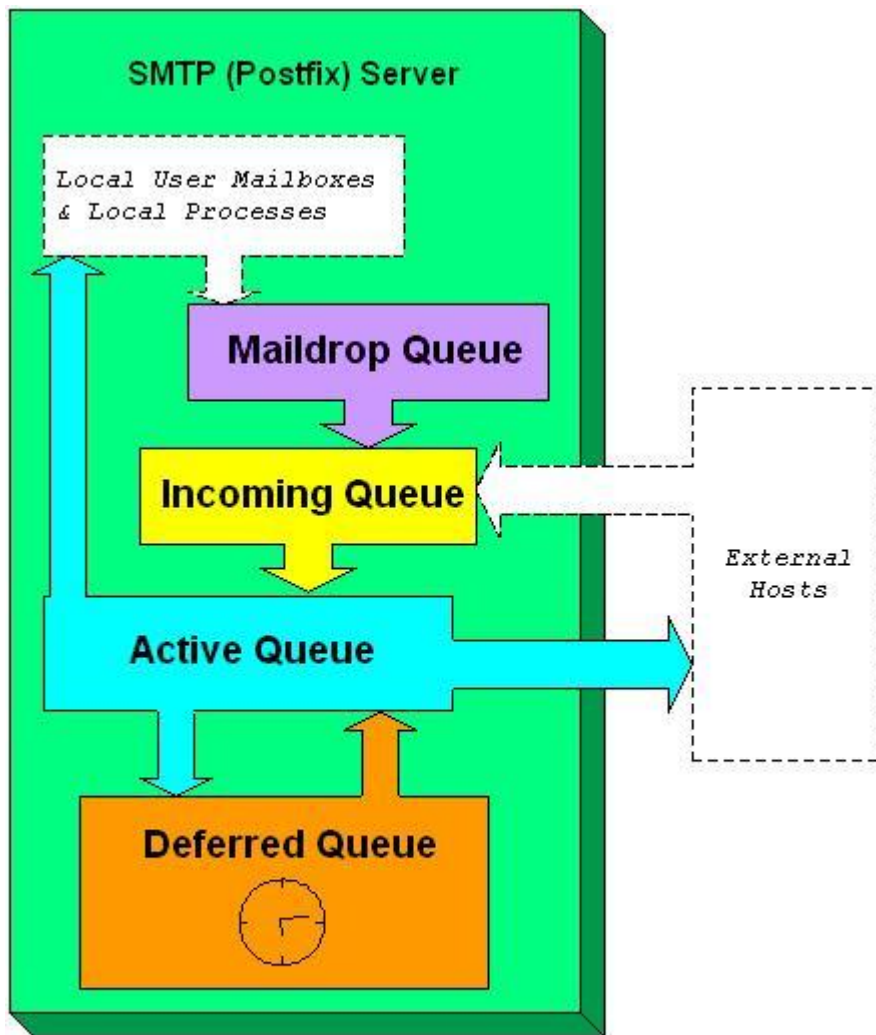 SMTP (Postfix) Server
Local User Mailboxes
& Local Processes
Maildrop Queue
Incoming Queue
External
Hosts
Active Queue
Deferred Queue